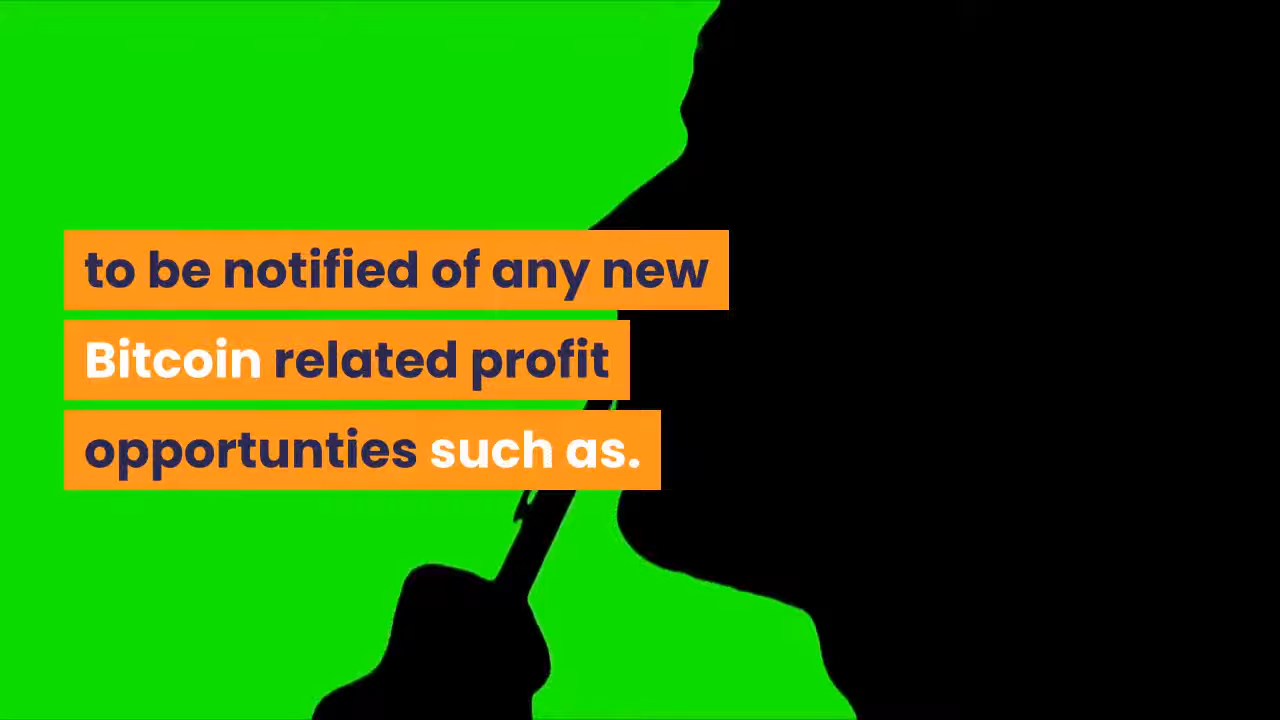 to be notified of any new
Bitcoin related profit
opportunties such as.